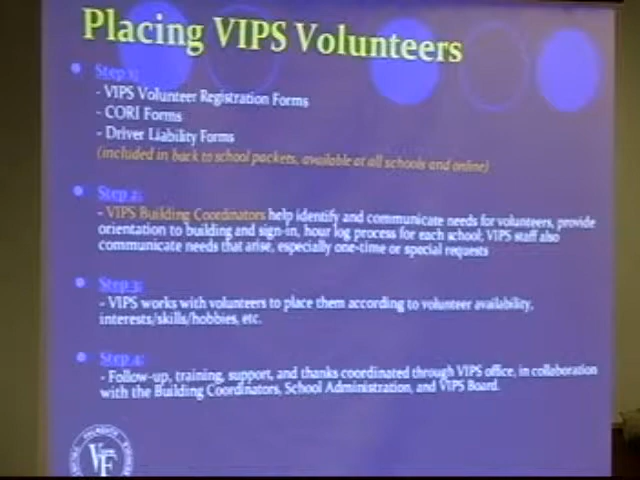 Placing VIPS Volunteers
Step 1:
- VIPS Volunteer Registration Forms
- CORI Forms
- Driver Liability Forms
(included in back to school packets, available at all schools and online)
Step 2:
- VIPS Building Coordinators help identify and communicate needs for volunteers, provide
orientation to building and sign-in, hour log process for each school; VIPS staff also
communicate needs that arise, especially one-time or special requests
Step 3:
- VIPS works with volunteers to place them according to volunteer availability,
interests/skills/hobbies, etc.
Step 4:
- Follow-up, training, support, and thanks coordinated through VIPS office, in collaboration
with the Building Coordinators, School Administration, and VIPS Board.